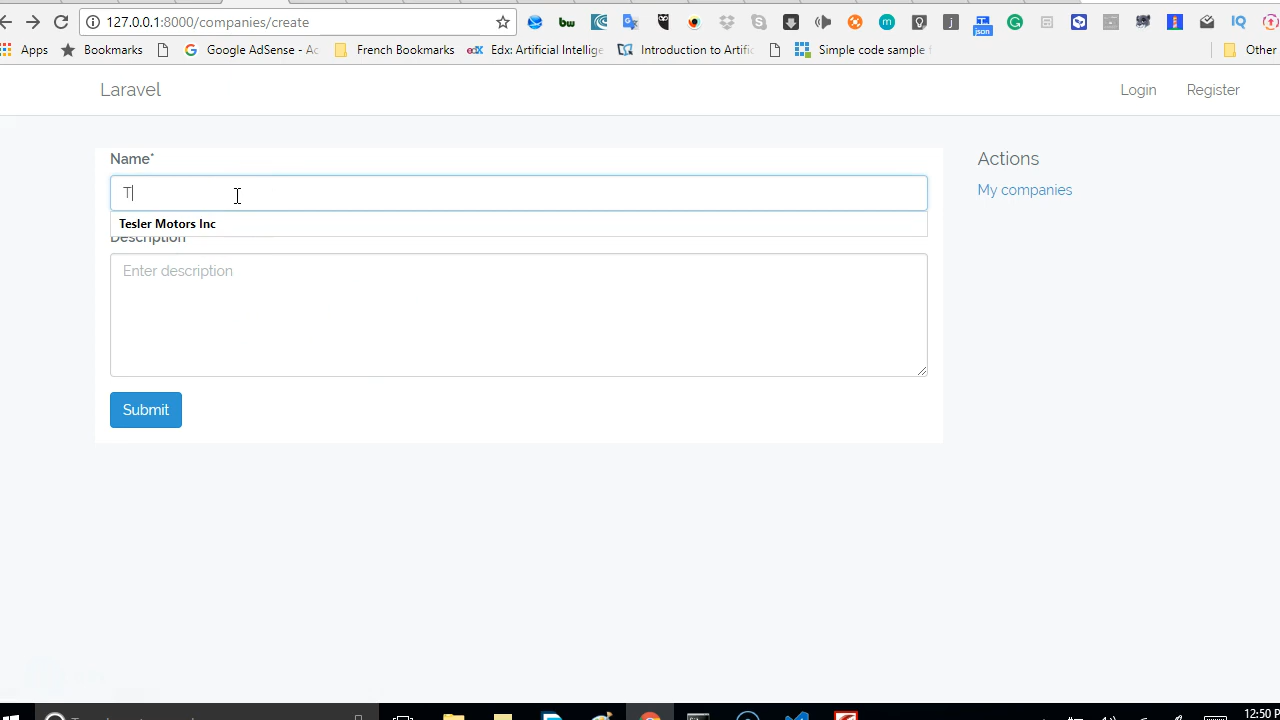 127.0.0.1:8000/companies/create
Apps Bookmarks Google AdSense - Ac French Bookmarks Edx: Artificial Intellige Introduction to Artific Simple code sample f Other
Laravel Login Register
Name*
T
Tesler Motors Inc
Description
Enter description
Submit
Actions
My companies
12:50 P